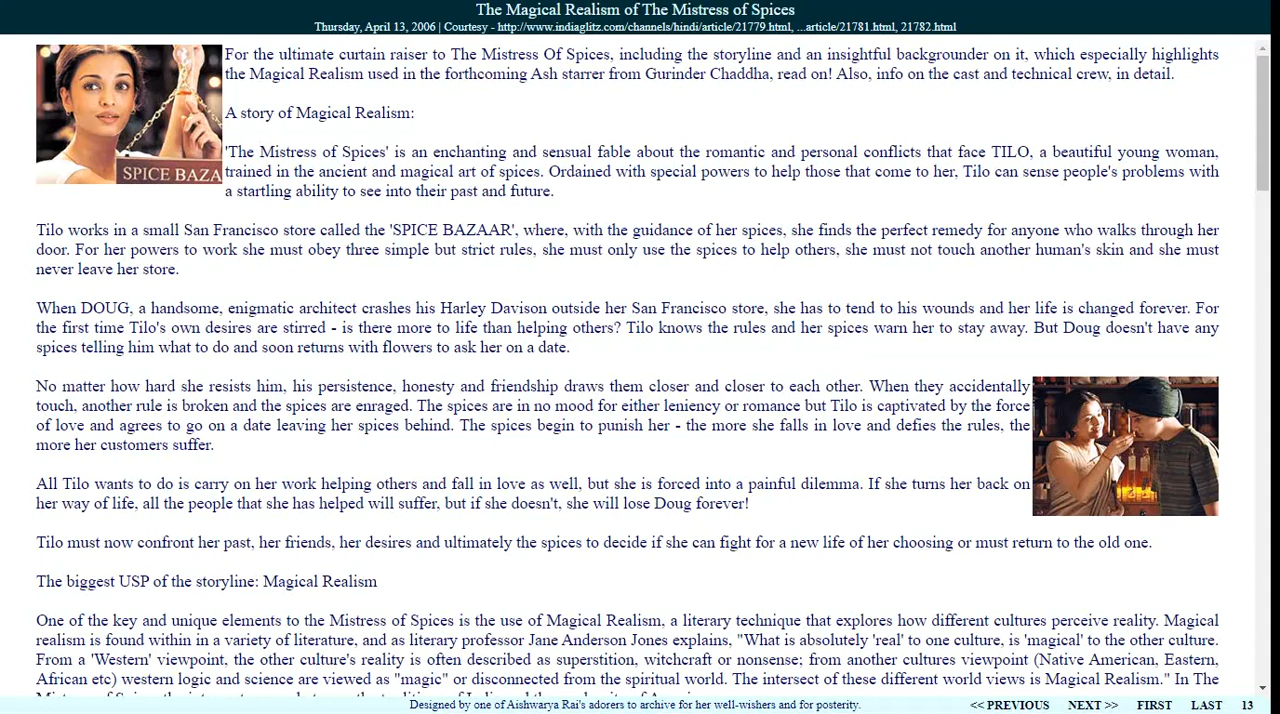 The Magical Realism of The Mistress of Spices
Thursday, April 13, 2006 | Courtesy - http://www.indiaglitz.com/channels/hindi/article/21779.html, ...article/21781.html, 21782.html
SPICE BAZA
For the ultimate curtain raiser to The Mistress Of Spices, including the storyline and an insightful backgrounder on it, which especially highlights
the Magical Realism used in the forthcoming Ash starrer from Gurinder Chaddha, read on! Also, info on the cast and technical crew, in detail.
A story of Magical Realism:
'The Mistress of Spices' is an enchanting and sensual fable about the romantic and personal conflicts that face TILO, a beautiful young woman,
trained in the ancient and magical art of spices. Ordained with special powers to help those that come to her, Tilo can sense people's problems with
a startling ability to see into their past and future.
Tilo works in a small San Francisco store called the 'SPICE BAZAAR', where, with the guidance of her spices, she finds the perfect remedy for anyone who walks through her
door. For her powers to work she must obey three simple but strict rules, she must only use the spices to help others, she must not touch another human's skin and she must
never leave her store.
When DOUG, a handsome, enigmatic architect crashes his Harley Davison outside her San Francisco store, she has to tend to his wounds and her life is changed forever. For
the first time Tilo's own desires are stirred - is there more to life than helping others? Tilo knows the rules and her spices warn her to stay away. But Doug doesn't have any
spices telling him what to do and soon returns with flowers to ask her on a date.
No matter how hard she resists him, his persistence, honesty and friendship draws them closer and closer to each other. When they accidentally
touch, another rule is broken and the spices are enraged. The spices are in no mood for either leniency or romance but Tilo is captivated by the force
of love and agrees to go on a date leaving her spices behind. The spices begin to punish her - the more she falls in love and defies the rules, the
more her customers suffer.
All Tilo wants to do is carry on her work helping others and fall in love as well, but she is forced into a painful dilemma. If she turns her back on
her way of life, all the people that she has helped will suffer, but if she doesn't, she will lose Doug forever!
Tilo must now confront her past, her friends, her desires and ultimately the spices to decide if she can fight for a new life of her choosing or must return to the old one.
The biggest USP of the storyline: Magical Realism
One of the key and unique elements to the Mistress of Spices is the use of Magical Realism, a literary technique that explores how different cultures perceive reality. Magical
realism is found within in a variety of literature, and as literary professor Jane Anderson Jones explains, "What is absolutely 'real' to one culture, is 'magical' to the other culture.
From a 'Western' viewpoint, the other culture's reality is often described as superstition, witchcraft or nonsense; from another cultures viewpoint (Native American, Eastern,
African etc) western logic and science are viewed as "magic" or disconnected from the spiritual world. The intersect of these different world views is Magical Realism." In The
Designed by one of Aishwarya Rai's adorers to archive for her well-wishers and for posterity.
<< PREVIOUS NEXT >> FIRST LAST 13